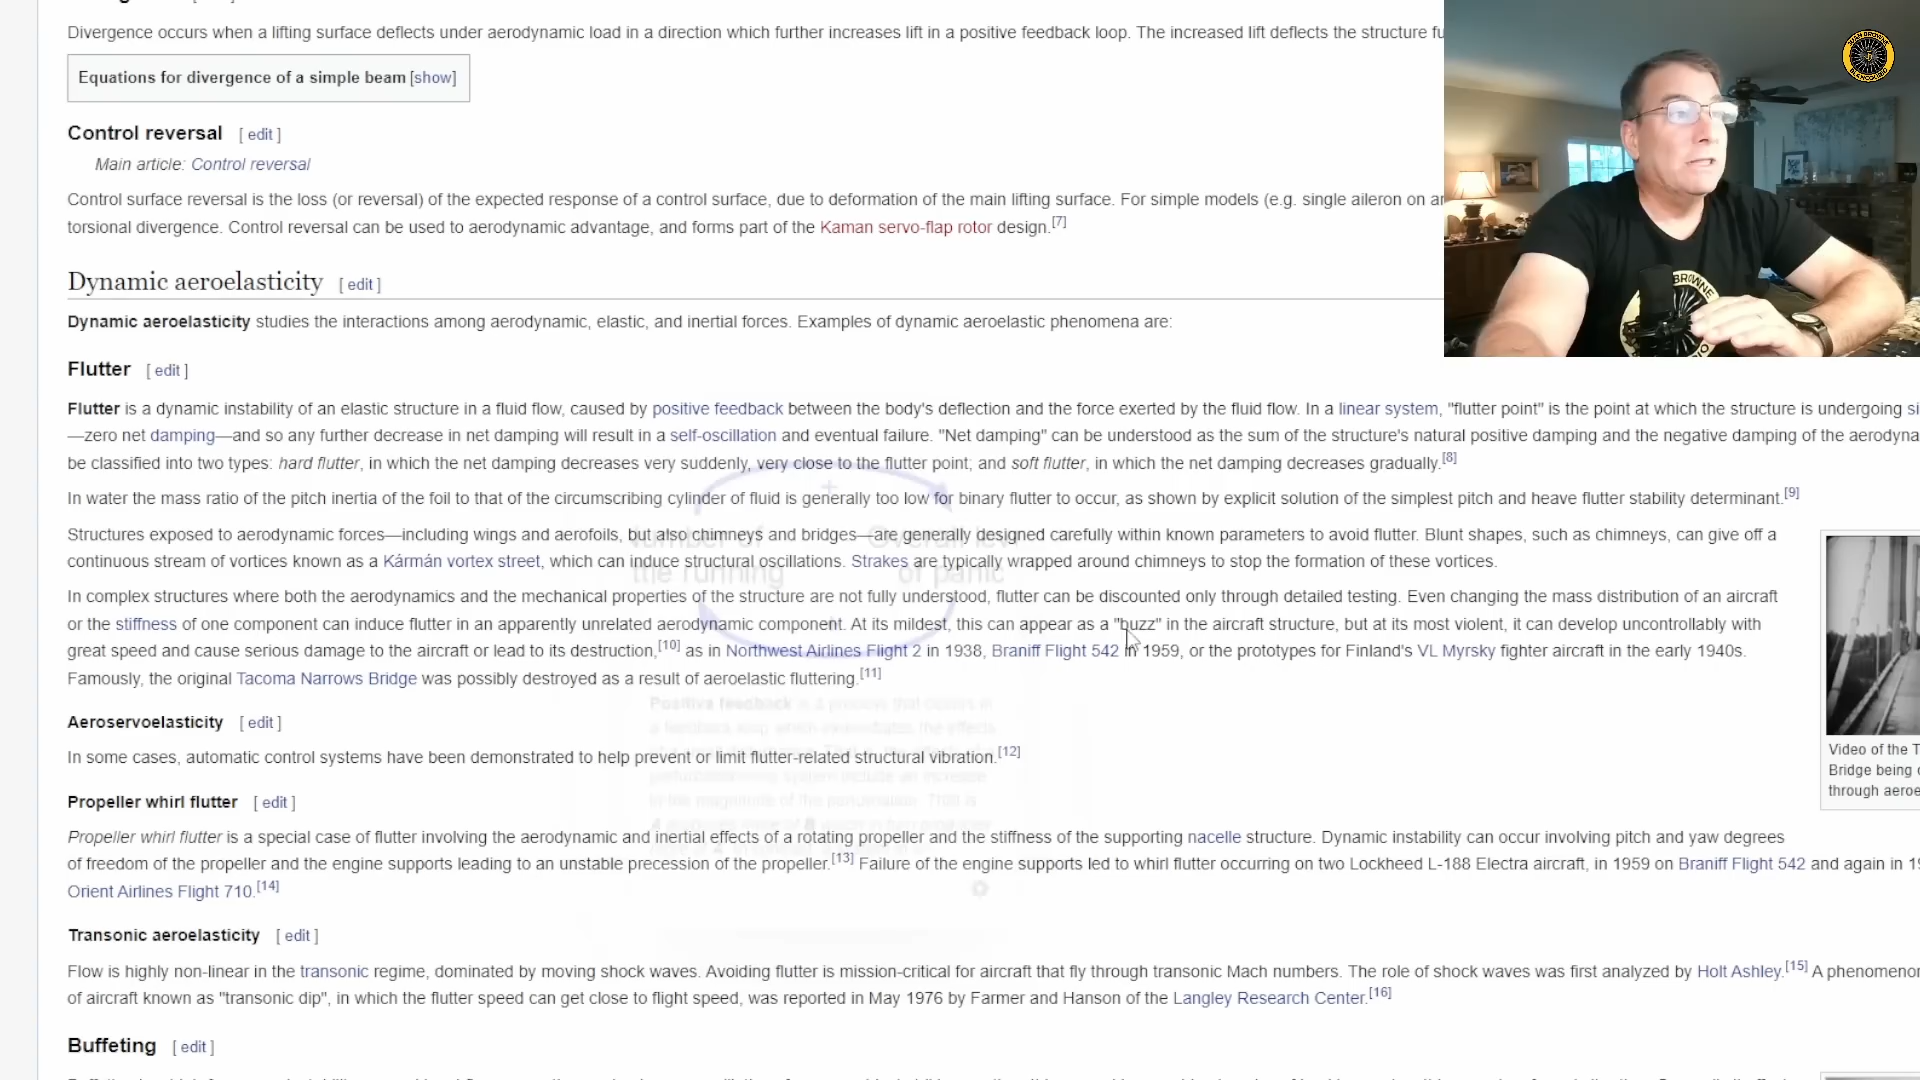 Divergence occurs when a lifting surface deflects under aerodynamic load in a direction which further increases lift in a positive feedback loop. The increased lift deflects the structure fu
Equations for divergence of a simple beam [show]
Control reversal [ edit ]
Main article: Control reversal
Control surface reversal is the loss (or reversal) of the expected response of a control surface, due to deformation of the main lifting surface. For simple models (e.g. single aileron on an
torsional divergence. Control reversal can be used to aerodynamic advantage, and forms part of the Kaman servo-flap rotor design.[7]
Dynamic aeroelasticity [ edit ]
Dynamic aeroelasticity studies the interactions among aerodynamic, elastic, and inertial forces. Examples of dynamic aeroelastic phenomena are:
Flutter [ edit ]
Flutter is a dynamic instability of an elastic structure in a fluid flow, caused by positive feedback between the body's deflection and the force exerted by the fluid flow. In a linear system, "flutter point" is the point at which the structure is undergoing si
—zero net damping—and so any further decrease in net damping will result in a self-oscillation and eventual failure. "Net damping" can be understood as the sum of the structure's natural positive damping and the negative damping of the aerodyna
be classified into two types: hard flutter, in which the net damping decreases very suddenly, very close to the flutter point; and soft flutter, in which the net damping decreases gradually.[8]
In water the mass ratio of the pitch inertia of the foil to that of the circumscribing cylinder of fluid is generally too low for binary flutter to occur, as shown by explicit solution of the simplest pitch and heave flutter stability determinant.[9]
Structures exposed to aerodynamic forces—including wings and aerofoils, but also chimneys and bridges—are generally designed carefully within known parameters to avoid flutter. Blunt shapes, such as chimneys, can give off a
continuous stream of vortices known as a Kármán vortex street, which can induce structural oscillations. Strakes are typically wrapped around chimneys to stop the formation of these vortices.
In complex structures where both the aerodynamics and the mechanical properties of the structure are not fully understood, flutter can be discounted only through detailed testing. Even changing the mass distribution of an aircraft
or the stiffness of one component can induce flutter in an apparently unrelated aerodynamic component. At its mildest, this can appear as a "buzz" in the aircraft structure, but at its most violent, it can develop uncontrollably with
great speed and cause serious damage to the aircraft or lead to its destruction,[10] as in Northwest Airlines Flight 2 in 1938, Braniff Flight 542 in 1959, or the prototypes for Finland's VL Myrsky fighter aircraft in the early 1940s.
Famously, the original Tacoma Narrows Bridge was possibly destroyed as a result of aeroelastic fluttering.[11]
Video of the T
Bridge being
through aeroe
Aeroservoelasticity [ edit ]
In some cases, automatic control systems have been demonstrated to help prevent or limit flutter-related structural vibration.[12]
Propeller whirl flutter [ edit ]
Propeller whirl flutter is a special case of flutter involving the aerodynamic and inertial effects of a rotating propeller and the stiffness of the supporting nacelle structure. Dynamic instability can occur involving pitch and yaw degrees
of freedom of the propeller and the engine supports leading to an unstable precession of the propeller.[13] Failure of the engine supports led to whirl flutter occurring on two Lockheed L-188 Electra aircraft, in 1959 on Braniff Flight 542 and again in 19
Orient Airlines Flight 710.[14]
Transonic aeroelasticity [ edit ]
Flow is highly non-linear in the transonic regime, dominated by moving shock waves. Avoiding flutter is mission-critical for aircraft that fly through transonic Mach numbers. The role of shock waves was first analyzed by Holt Ashley.[15] A phenomenon
of aircraft known as "transonic dip", in which the flutter speed can get close to flight speed, was reported in May 1976 by Farmer and Hanson of the Langley Research Center.[16]
Buffeting [ edit ]
BROWNE